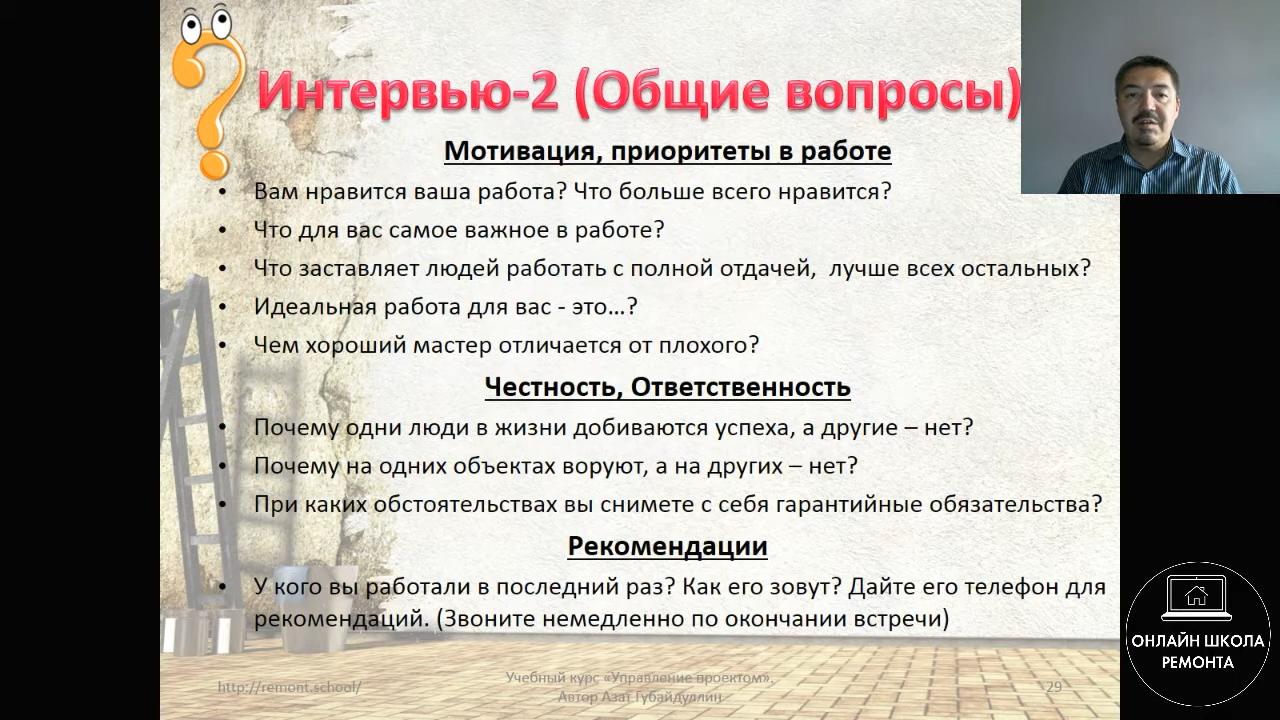 Интервью-2 (Общие вопросы)
Мотивация, приоритеты в работе
• Вам нравится ваша работа? Что больше всего нравится?
• Что для вас самое важное в работе?
• Что заставляет людей работать с полной отдачей,  лучше всех остальных?
• Идеальная работа для вас - это…?
• Чем хороший мастер отличается от плохого?
Честность, Ответственность
• Почему одни люди в жизни добиваются успеха, а другие – нет?
• Почему на одних объектах воруют, а на других – нет?
• При каких обстоятельствах вы снимете с себя гарантийные обязательства?
Рекомендации
• У кого вы работали в последний раз? Как его зовут? Дайте его телефон для
рекомендаций. (Звоните немедленно по окончании встречи)
http://remont.school/
Учебный курс «Управление проектом».
Автор Азат Губайдуллин
29
ОНЛАЙН ШКОЛА
РЕМОНТА